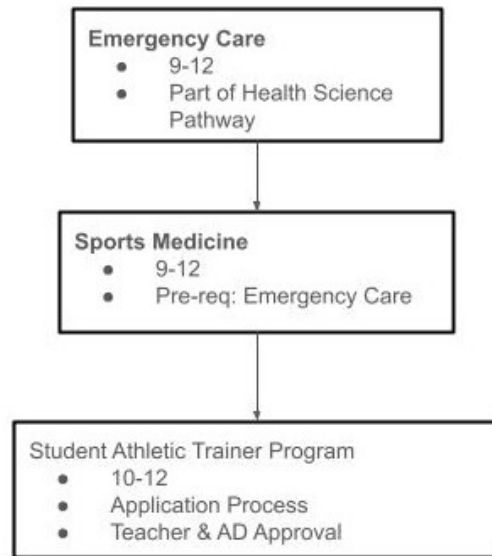 Emergency Care
● 9-12
● Part of Health Science
Pathway
Sports Medicine
● 9-12
● Pre-req: Emergency Care
Student Athletic Trainer Program
● 10-12
● Application Process
● Teacher & AD Approval